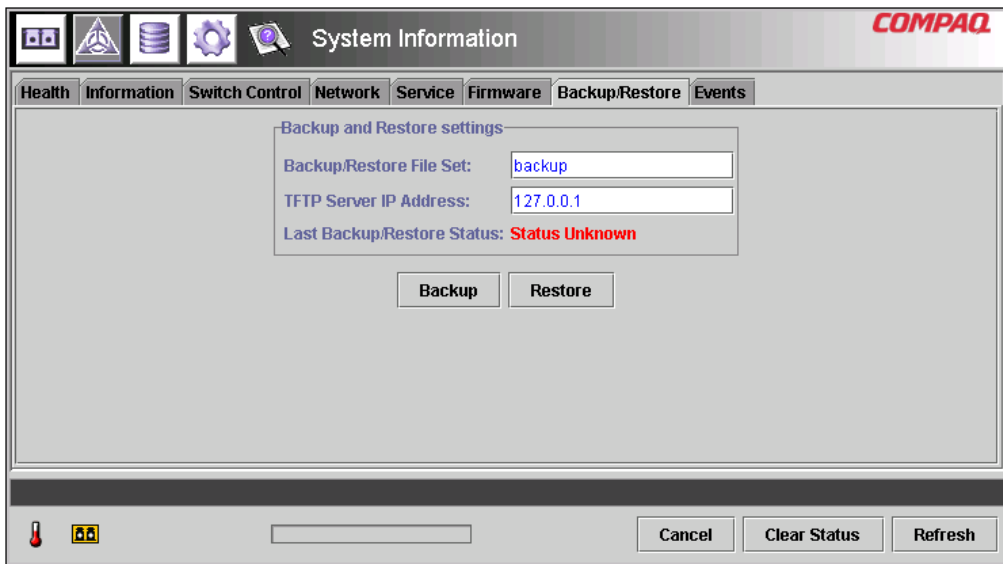 System Information
COMPAQ
Health Information Switch Control Network Service Firmware Backup/Restore Events
Backup and Restore settings
Backup/Restore File Set: backup
TFTP Server IP Address: 127.0.0.1
Last Backup/Restore Status: Status Unknown
Backup Restore
Cancel Clear Status Refresh